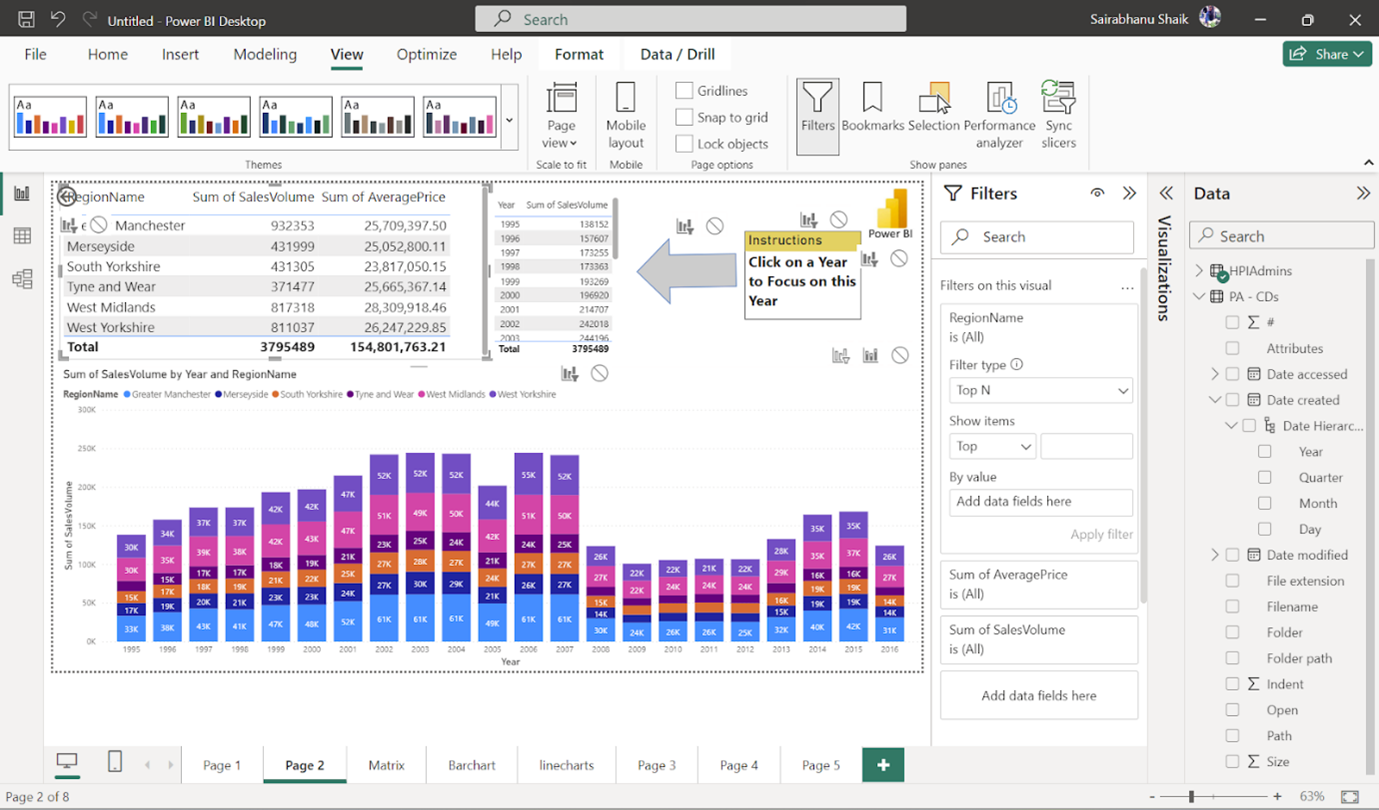 Untitled - Power BI Desktop
Search
Sairabhanu Shaik
File Home Insert Modeling View Optimize Help Format Data / Drill
Share
Aa Aa Aa Aa Aa Aa
Themes
Page view
Scale to fit
Mobile layout
Mobile
Gridlines
Snap to grid
Lock objects
Page options
Filters
Bookmarks
Selection
Performance analyzer
Sync slicers
Show panes
RegionName Sum of SalesVolume Sum of AveragePrice
Manchester 932353 25,709,397.50
Merseyside 431999 25,052,800.11
South Yorkshire 431305 23,817,050.15
Tyne and Wear 371477 25,665,367.14
West Midlands 817318 28,309,918.46
West Yorkshire 811037 26,247,229.85
Total 3795489 154,801,763.21
Year Sum of SalesVolume
1995 138152
1996 157607
1997 173255
1998 173363
1999 193269
2000 196920
2001 214707
2002 242018
2003 244196
Total 3795489
Instructions
Click on a Year
to Focus on this
Year
Power BI
Sum of SalesVolume by Year and RegionName
RegionName Greater Manchester Merseyside South Yorkshire Tyne and Wear West Midlands West Yorkshire
Sum of SalesVolume
300K
250K
200K
150K
100K
50K
0K
30K 34K 37K 37K 42K 42K 47K 52K 52K 52K 44K 55K 52K 26K 22K 22K 21K 22K 28K 35K 35K 26K
30K 35K 39K 38K 42K 43K 47K 51K 49K 50K 42K 51K 50K 27K 22K 24K 24K 24K 29K 35K 37K 27K
15K 17K 17K 18K 19K 21K 23K 25K 24K 21K 24K 25K 16K 16K
15K 17K 18K 19K 21K 22K 25K 27K 28K 27K 24K 27K 27K 15K 16K 19K 19K 14K
17K 19K 20K 21K 23K 23K 24K 27K 30K 29K 21K 26K 27K 14K 15K 19K 19K 14K
33K 38K 43K 41K 47K 48K 52K 61K 61K 61K 49K 61K 61K 30K 24K 26K 26K 25K 32K 40K 42K 31K
1995 1996 1997 1998 1999 2000 2001 2002 2003 2004 2005 2006 2007 2008 2009 2010 2011 2012 2013 2014 2015 2016
Year
Filters
Search
Filters on this visual
...
RegionName
is (All)
Filter type
Top N
Show items
Top
By value
Add data fields here
Apply filter
Sum of AveragePrice
is (All)
Sum of SalesVolume
is (All)
Add data fields here
Visualizations
Data
Search
HPIAdmins
PA - CDs
#
Attributes
Date accessed
Date created
Date Hierarc...
Year
Quarter
Month
Day
Date modified
File extension
Filename
Folder
Folder path
Indent
Open
Path
Size
Page 1 Page 2 Matrix Barchart linecharts Page 3 Page 4 Page 5 +
Page 2 of 8
- + 63%